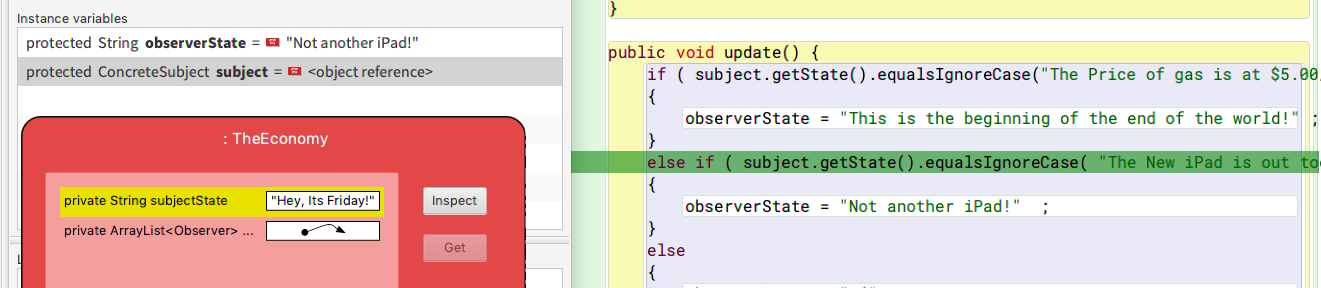 Instance variables
protected String observerState = "Not another iPad!"
protected ConcreteSubject subject = <object reference>
: TheEconomy
private String subjectState "Hey, Its Friday!"
private ArrayList<Observer> ...
Inspect
Get
}
public void update() {
if ( subject.getState().equalsIgnoreCase("The Price of gas is at $5.00
{
observerState = "This is the beginning of the end of the world!" ;
}
else if ( subject.getState().equalsIgnoreCase( "The New iPad is out
{
observerState = "Not another iPad!" ;
}
else
{